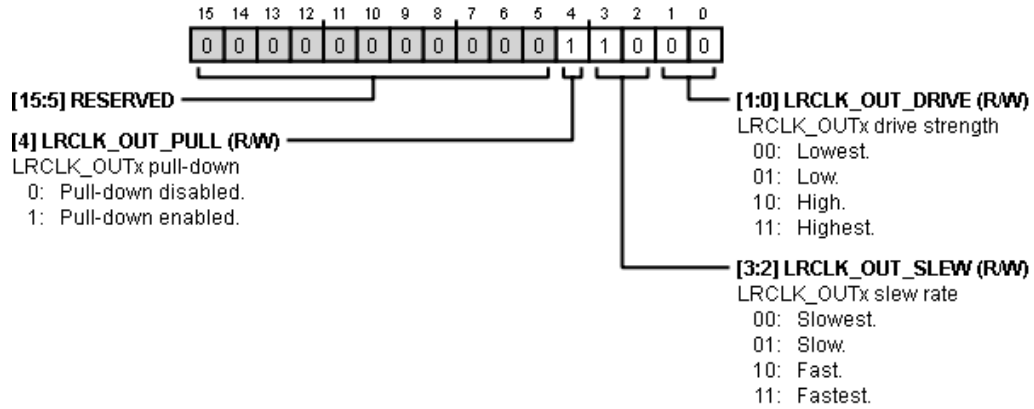 15 14 13 12 11 10 9 8 7 6 5 4 3 2 1 0
0 0 0 0 0 0 0 0 0 0 0 1 1 0 0 0
[15:5] RESERVED
[4] LRCLK_OUT_PULL (R/W)
LRCLK_OUTx pull-down
0: Pull-down disabled.
1: Pull-down enabled.
[1:0] LRCLK_OUT_DRIVE (R/W)
LRCLK_OUTx drive strength
00: Lowest.
01: Low.
10: High.
11: Highest.
[3:2] LRCLK_OUT_SLEW (R/W)
LRCLK_OUTx slew rate
00: Slowest.
01: Slow.
10: Fast.
11: Fastest.